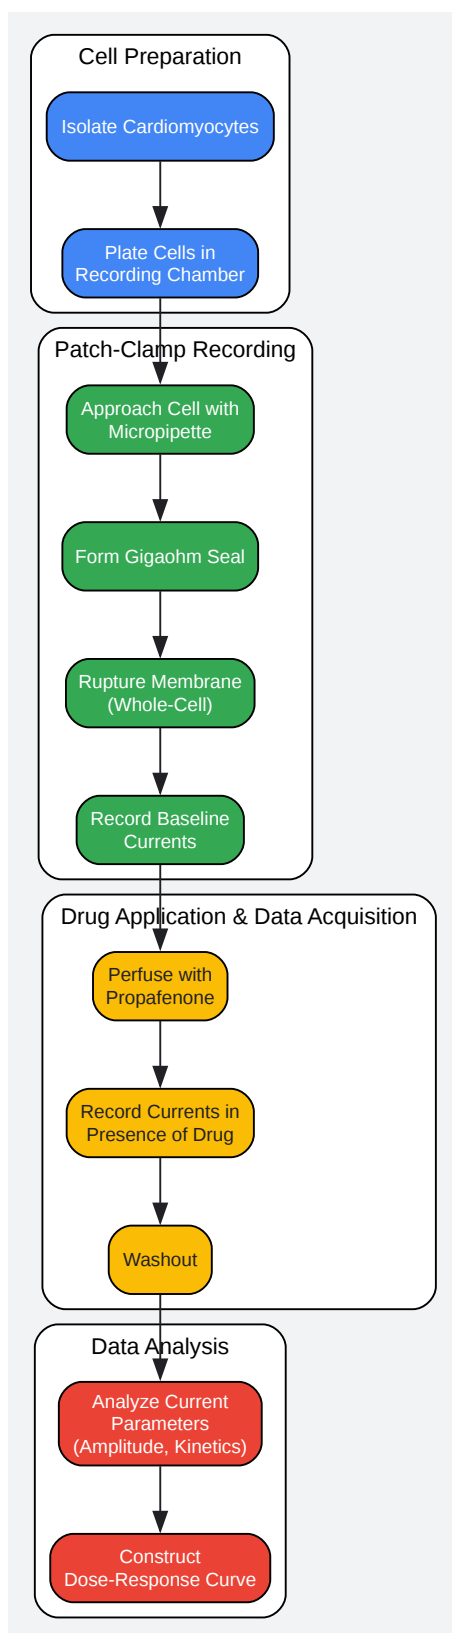 Cell Preparation
Isolate Cardiomyocytes
Plate Cells in
Recording Chamber
Patch-Clamp Recording
Approach Cell with
Micropipette
Form Gigaohm Seal
Rupture Membrane
(Whole-Cell)
Record Baseline
Currents
Drug Application & Data Acquisition
Perfuse with
Propafenone
Record Currents in
Presence of Drug
Washout
Data Analysis
Analyze Current
Parameters
(Amplitude, Kinetics)
Construct
Dose-Response Curve